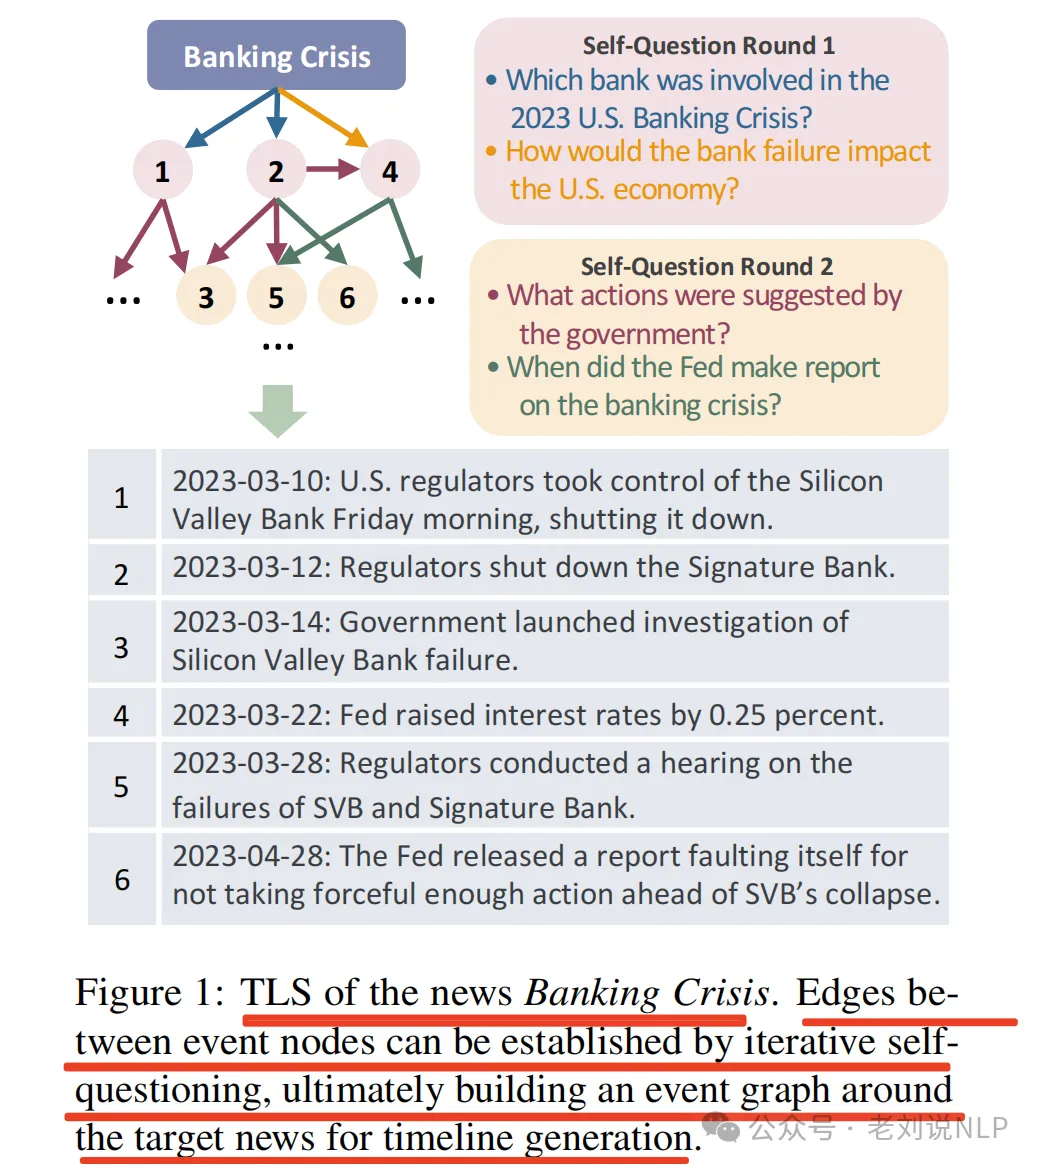 Banking Crisis
1
2
4
...
3
5
6
...
...
Self-Question Round 1
• Which bank was involved in the
2023 U.S. Banking Crisis?
• How would the bank failure impact
the U.S. economy?
Self-Question Round 2
• What actions were suggested by
the government?
• When did the Fed make report
on the banking crisis?
1
2023-03-10: U.S. regulators took control of the Silicon
Valley Bank Friday morning, shutting it down.
2
2023-03-12: Regulators shut down the Signature Bank.
3
2023-03-14: Government launched investigation of
Silicon Valley Bank failure.
4
2023-03-22: Fed raised interest rates by 0.25 percent.
5
2023-03-28: Regulators conducted a hearing on the
failures of SVB and Signature Bank.
6
2023-04-28: The Fed released a report faulting itself for
not taking forceful enough action ahead of SVB’s collapse.
Figure 1: TLS of the news Banking Crisis. Edges be-
tween event nodes can be established by iterative self-
questioning, ultimately building an event graph around
the target news for timeline generation.
公众号 · 老刘说NLP